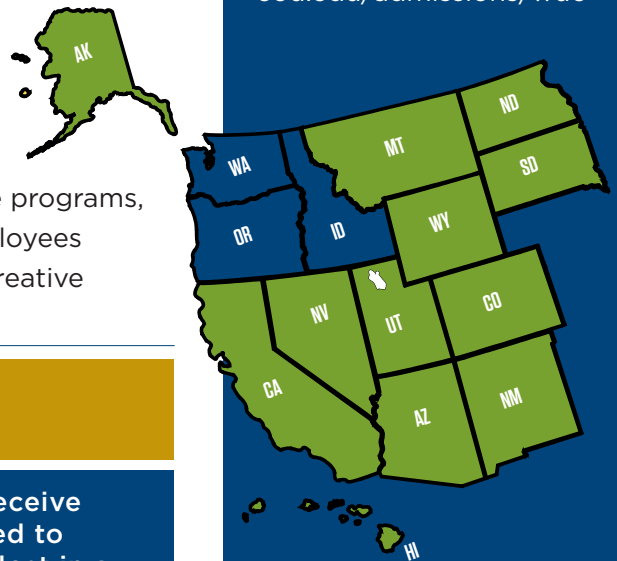 AK
WA
OR
ID
MT
ND
SD
WY
NV
UT
CO
CA
AZ
NM
HI
e programs,
loyees
reative
eceive
ed to